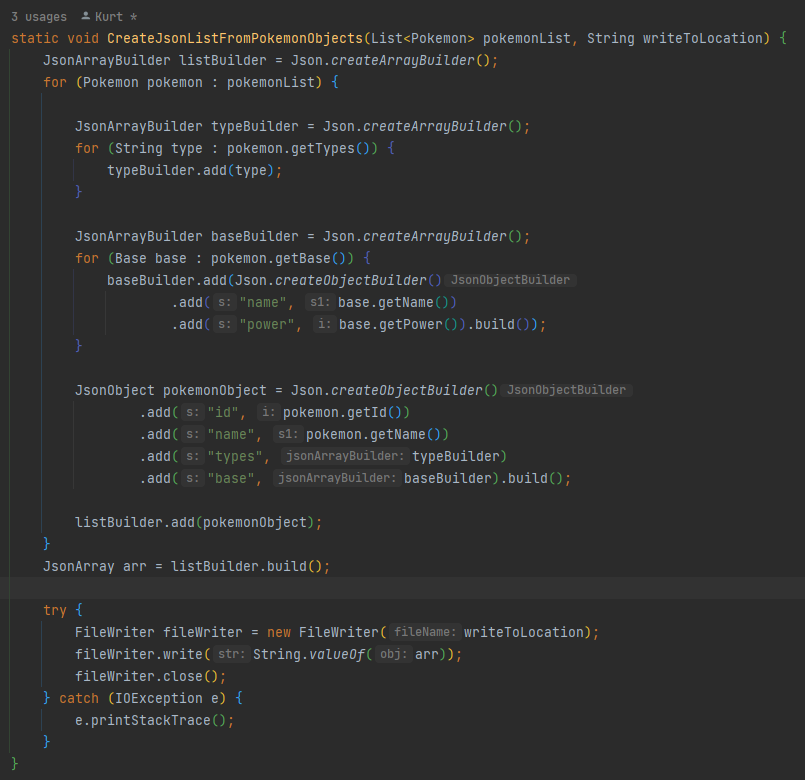 3 usages Kurt *
static void CreateJsonListFromPokemonObjects(List<Pokemon> pokemonList, String writeToLocation) {
    JsonArrayBuilder listBuilder = Json.createArrayBuilder();
    for (Pokemon pokemon : pokemonList) {
        JsonArrayBuilder typeBuilder = Json.createArrayBuilder();
        for (String type : pokemon.getTypes()) {
            typeBuilder.add(type);
        }
        JsonArrayBuilder baseBuilder = Json.createArrayBuilder();
        for (Base base : pokemon.getBase()) {
            baseBuilder.add(Json.createObjectBuilder() JsonObjectBuilder
                    .add( s: "name", s1: base.getName())
                    .add( s: "power", i: base.getPower()).build());
        }
        JsonObject pokemonObject = Json.createObjectBuilder() JsonObjectBuilder
                .add( s: "id", i: pokemon.getId())
                .add( s: "name", s1: pokemon.getName())
                .add( s: "types", jsonArrayBuilder: typeBuilder)
                .add( s: "base", jsonArrayBuilder: baseBuilder).build();
        listBuilder.add(pokemonObject);
    }
    JsonArray arr = listBuilder.build();
    try {
        FileWriter fileWriter = new FileWriter( fileName: writeToLocation);
        fileWriter.write( str: String.valueOf( obj: arr));
        fileWriter.close();
    } catch (IOException e) {
        e.printStackTrace();
    }
}